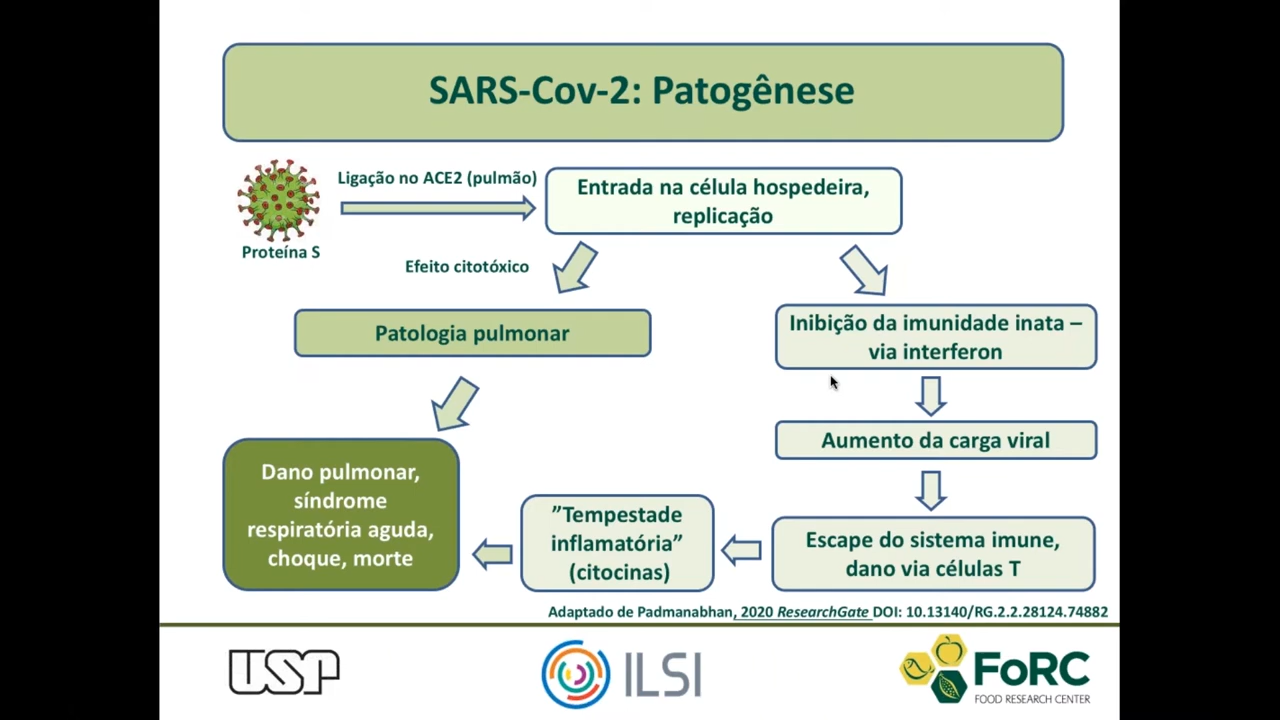 SARS-Cov-2: Patogênese
Ligação no ACE2 (pulmão)
Entrada na célula hospedeira,
replicação
Proteína S
Efeito citotóxico
Patologia pulmonar
Inibição da imunidade inata –
via interferon
Aumento da carga viral
Dano pulmonar,
síndrome
respiratória aguda,
choque, morte
”Tempestade
inflamatória”
(citocinas)
Escape do sistema imune,
dano via células T
Adaptado de Padmanabhan, 2020 ResearchGate DOI: 10.13140/RG.2.2.28124.74882
USP
ILSI
FoRC
FOOD RESEARCH CENTER